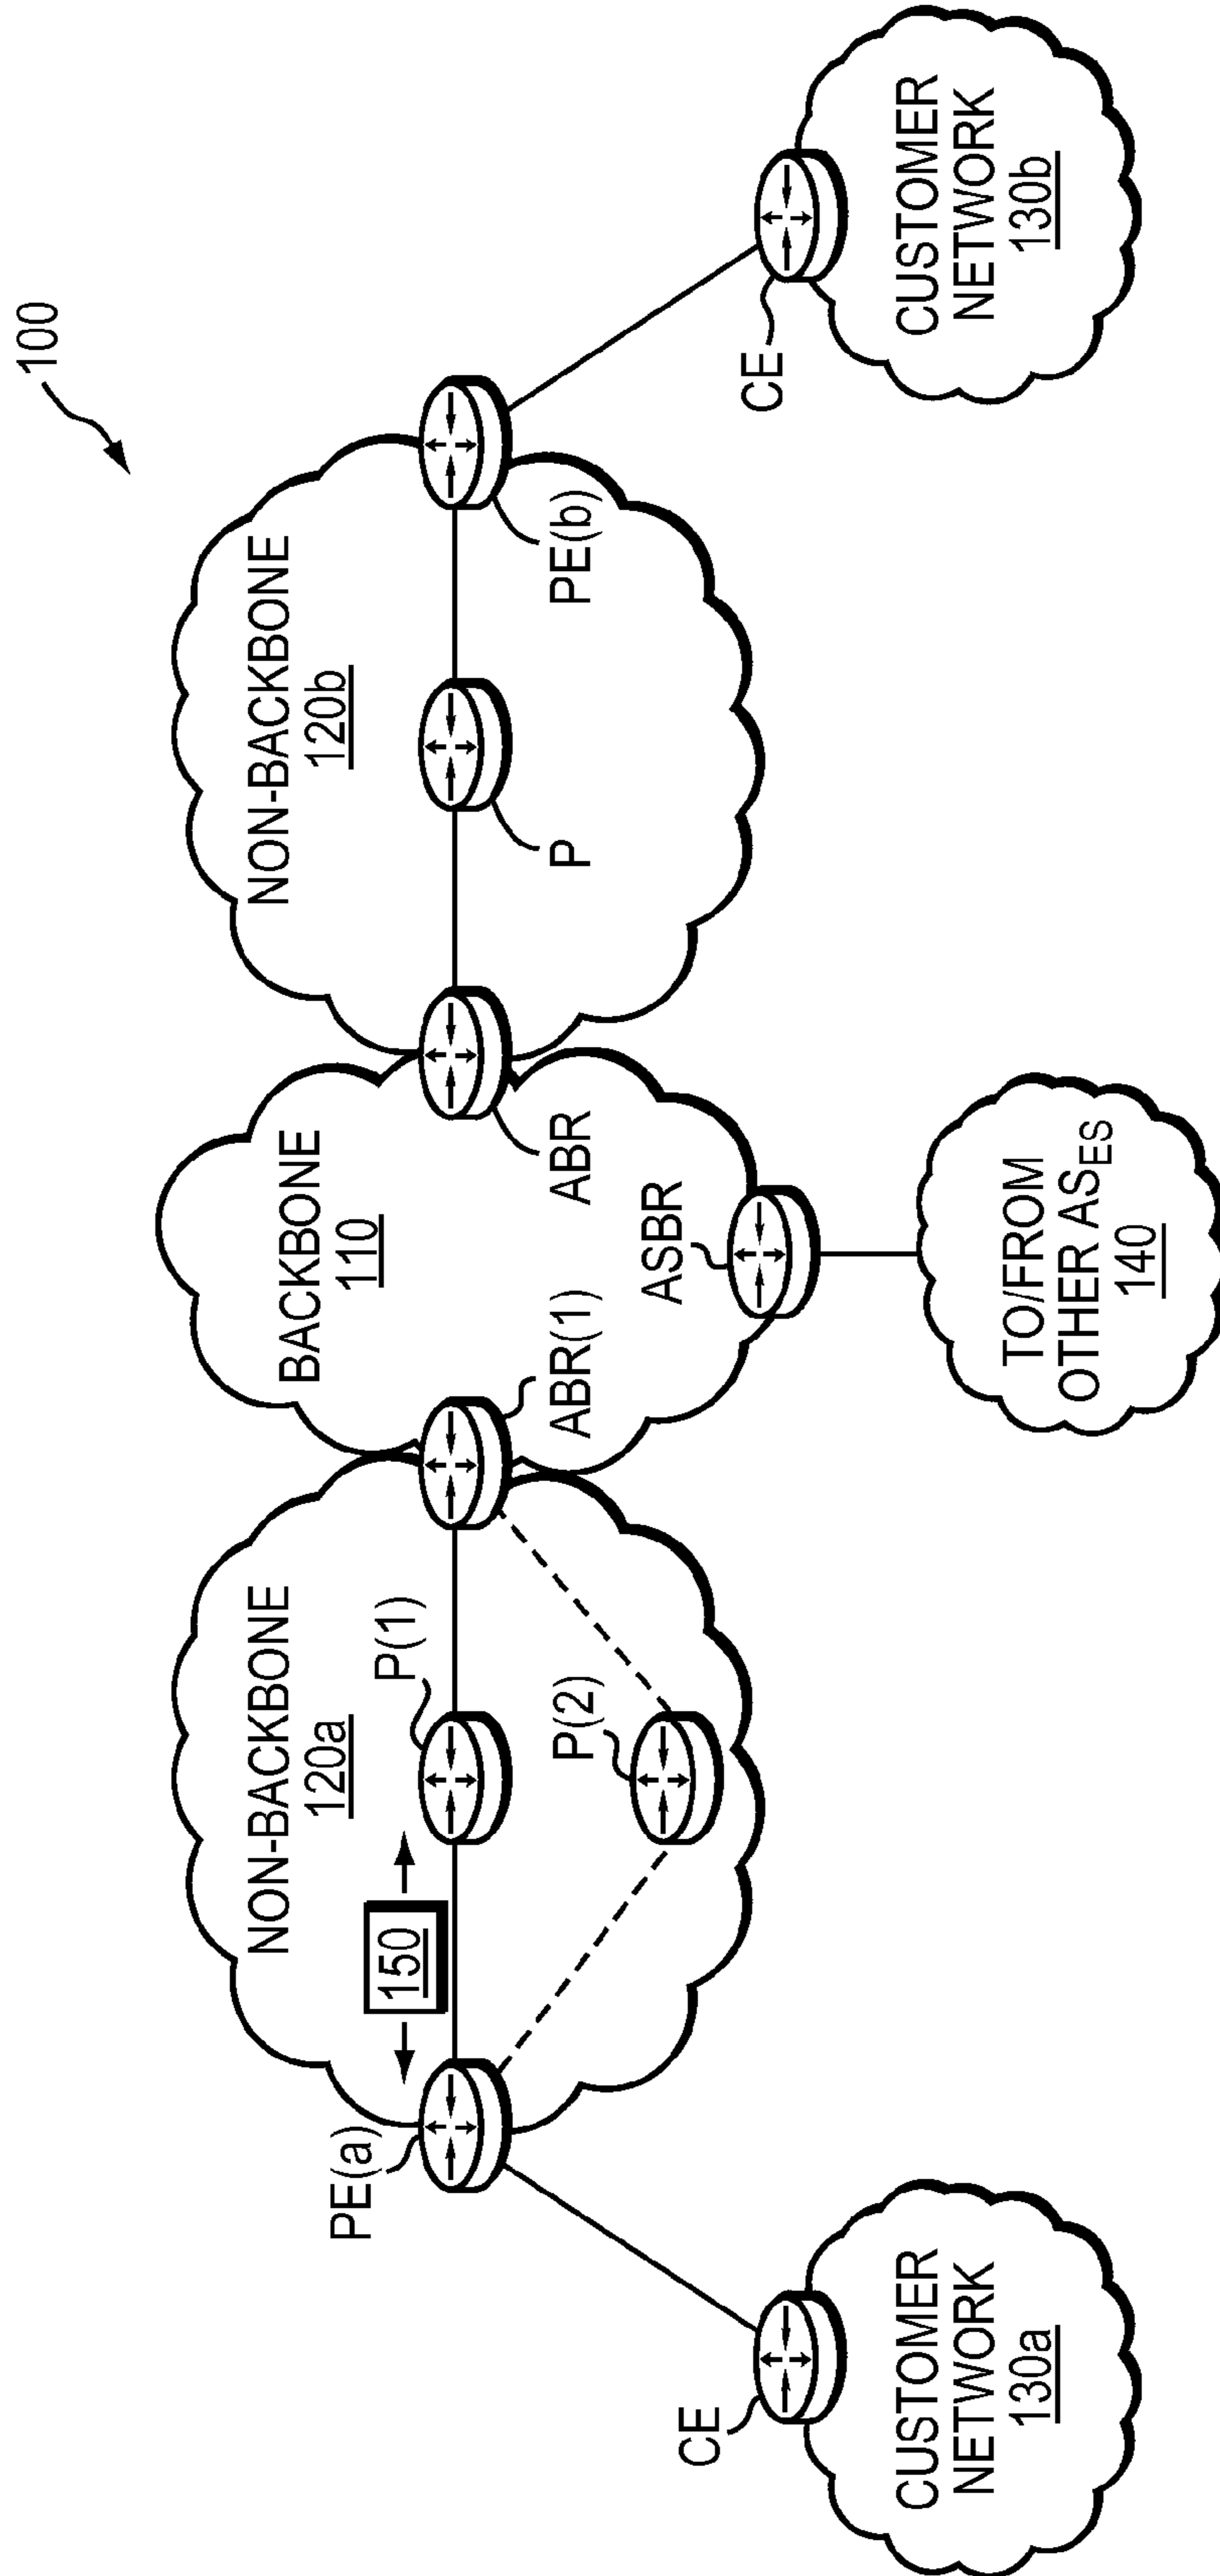 100
NON-BACKBONE
120a
BACKBONE
110
NON-BACKBONE
120b
PE(a)
150
P(1)
P(2)
ABR(1)
ABR
P
PE(b)
ASBR
CE
CUSTOMER
NETWORK
130a
TO/FROM
OTHER ASES
140
CE
CUSTOMER
NETWORK
130b